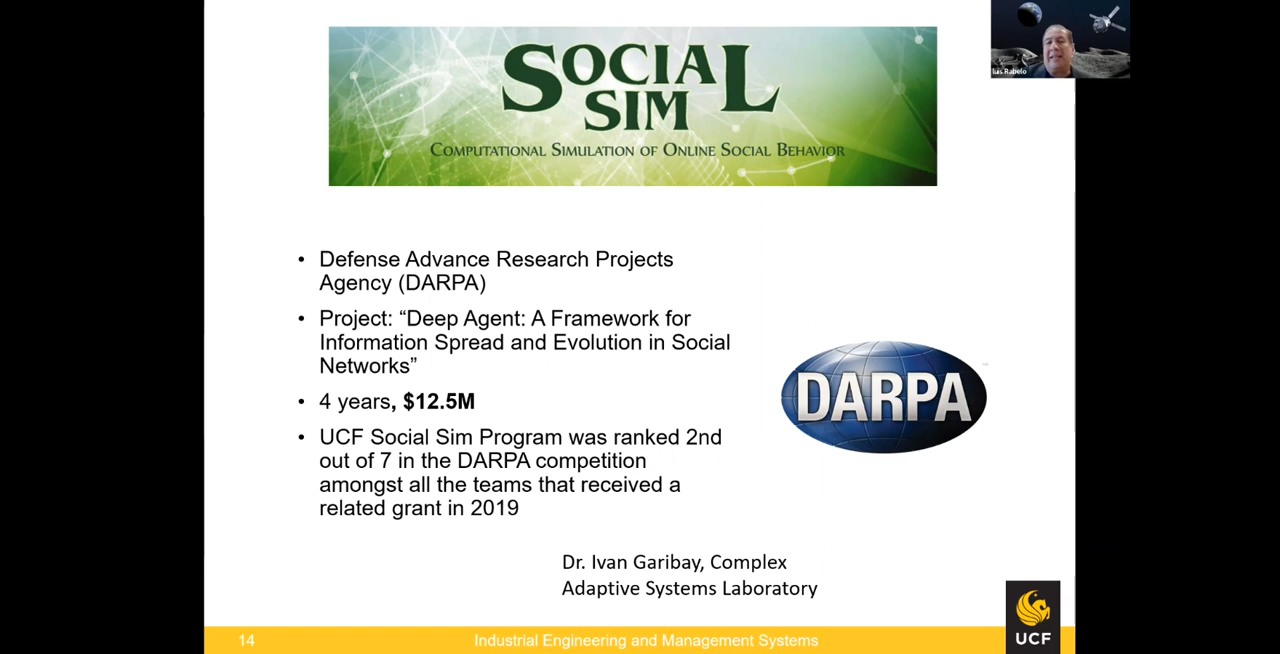 SOCIAL
SIM
COMPUTATIONAL SIMULATION OF ONLINE SOCIAL BEHAVIOR
Luis Rabelo
• Defense Advance Research Projects
Agency (DARPA)
• Project: “Deep Agent: A Framework for
Information Spread and Evolution in Social
Networks”
• 4 years, $12.5M
• UCF Social Sim Program was ranked 2nd
out of 7 in the DARPA competition
amongst all the teams that received a
related grant in 2019
DARPA
Dr. Ivan Garibay, Complex
Adaptive Systems Laboratory
14
Industrial Engineering and Management Systems
UCF